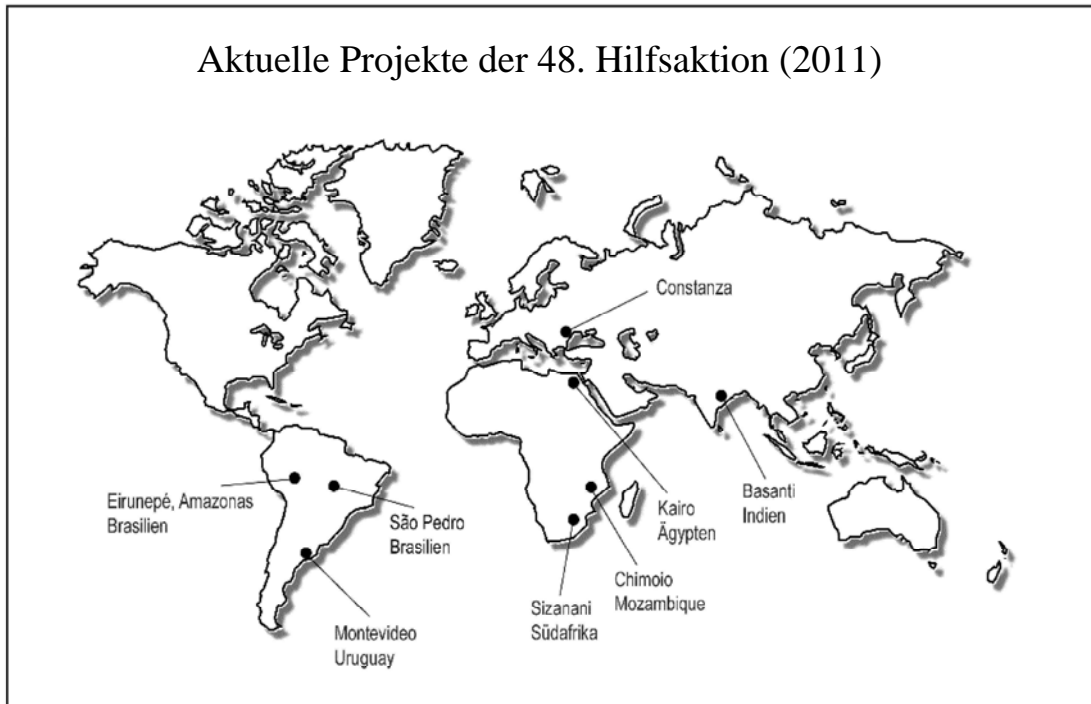 Aktuelle Projekte der 48. Hilfsaktion (2011)
Constanza
Eirunepé, Amazonas
Brasilien
São Pedro
Brasilien
Montevideo
Uruguay
Sizanani
Südafrika
Chimoio
Mozambique
Kairo
Ägypten
Basanti
Indien